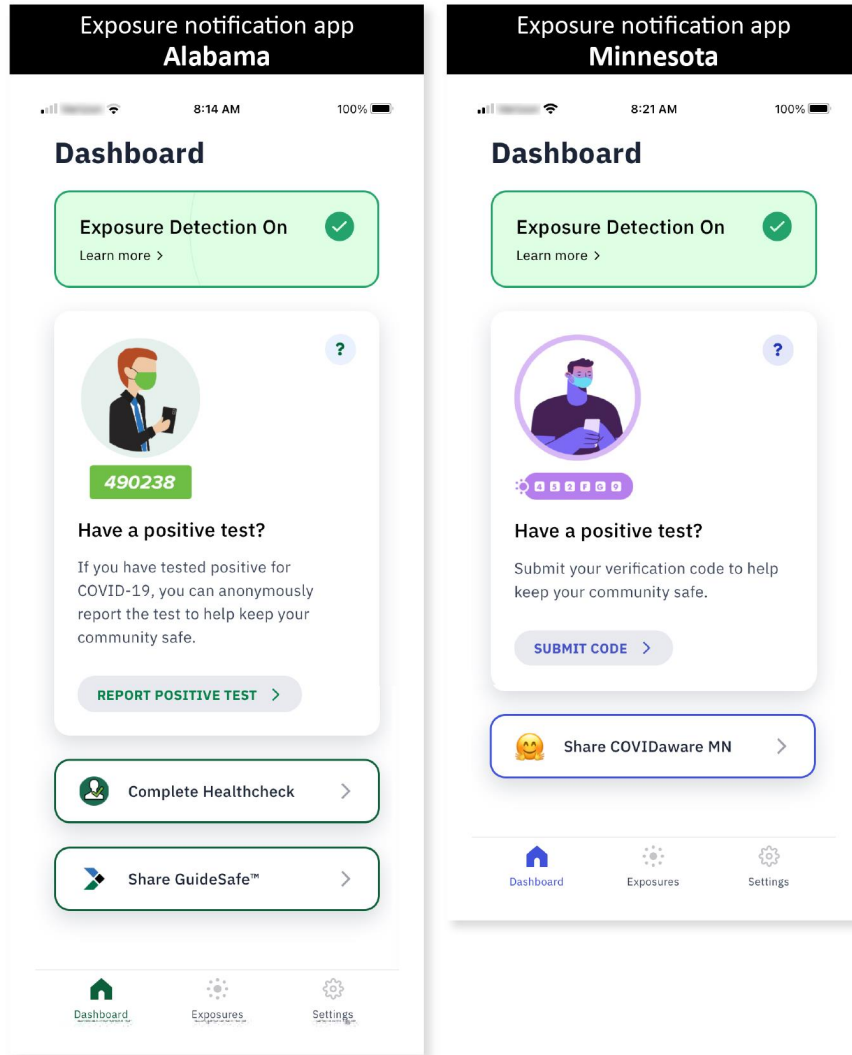 Exposure notification app
Alabama
8:14 AM
100%
Dashboard
Exposure Detection On
Learn more >
?
490238
Have a positive test?
If you have tested positive for
COVID-19, you can anonymously
report the test to help keep your
community safe.
REPORT POSITIVE TEST >
Complete Healthcheck >
Share GuideSafe™ >
Dashboard Exposures Settings
Exposure notification app
Minnesota
8:21 AM
100%
Dashboard
Exposure Detection On
Learn more >
?
452FG9
Have a positive test?
Submit your verification code to help
keep your community safe.
SUBMIT CODE >
Share COVIDaware MN >
Dashboard Exposures Settings